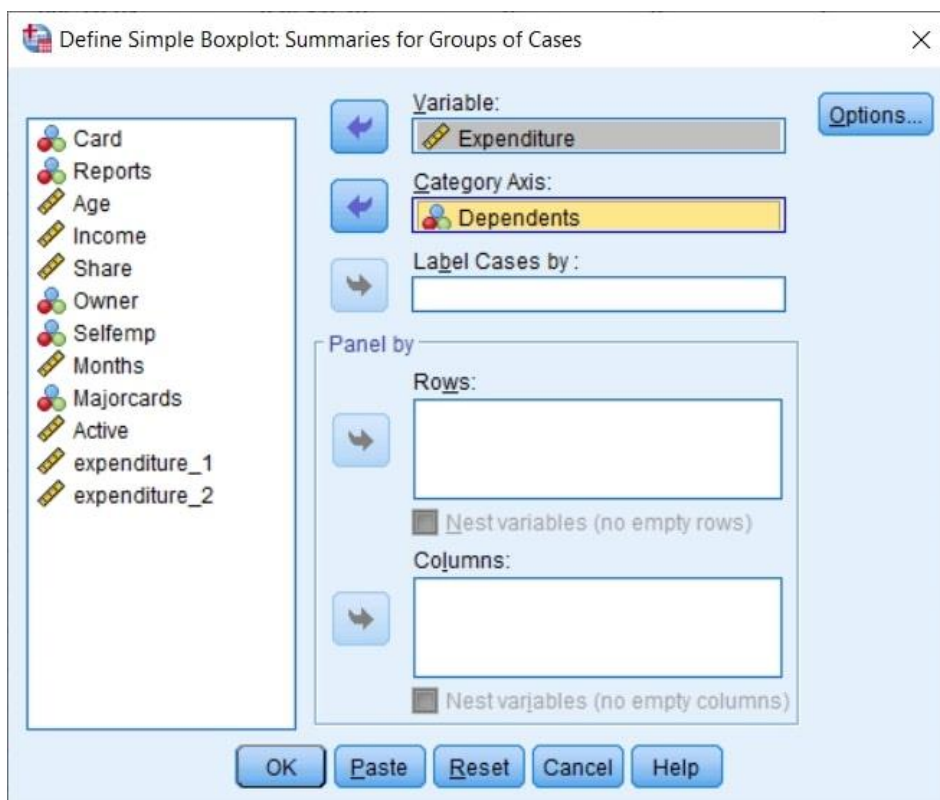 Define Simple Boxplot: Summaries for Groups of Cases
Card
Reports
Age
Income
Share
Owner
Selfemp
Months
Majorcards
Active
expenditure_1
expenditure_2
Variable:
Expenditure
Category Axis:
Dependents
Label Cases by :
Panel by
Rows:
Nest variables (no empty rows)
Columns:
Nest variables (no empty columns)
Options...
OK Paste Reset Cancel Help